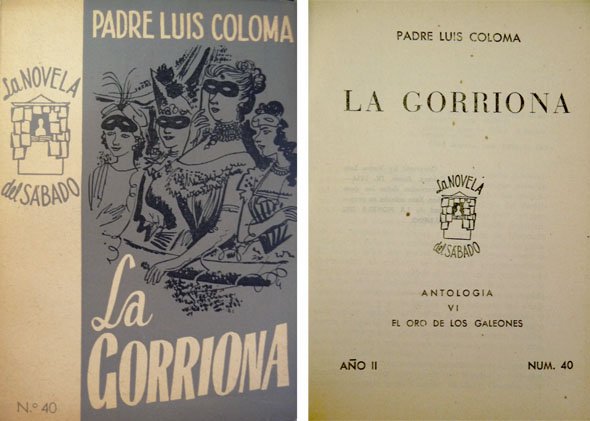 PADRE LUIS COLOMA
La NOVELA
del SABADO
La
GORRIONA
N.º 40
PADRE LUIS COLOMA
LA GORRIONA
La NOVELA
del SABADO
ANTOLOGIA
VI
EL ORO DE LOS GALEONES
AÑO II
NUM. 40